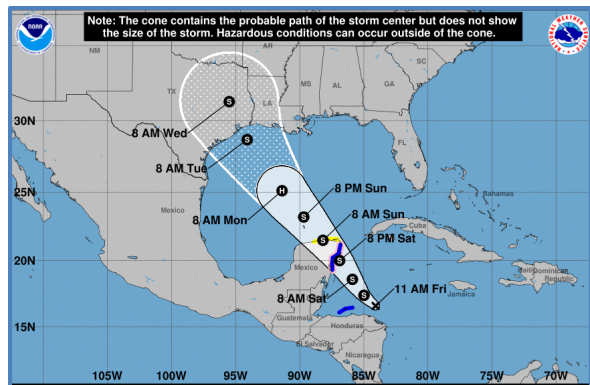 Note: The cone contains the probable path of the storm center but does not show
the size of the storm. Hazardous conditions can occur outside of the cone.
NOAA
NATIONAL WEATHER SERVICE
NM
AR
SC
TX
LA
MS
AL
GA
S
30N
8 AM Wed
FL
S
8 AM Tue
25N
H
8 PM Sun
Bahamas
8 AM Mon
S
8 AM Sun
Mexico
S
Cuba
8 PM Sat
20N
S
Mexico
Haiti
Dominican
Republic
S
8 AM Sat
11 AM Fri
Jamaica
S
Guatemala
15N
Honduras
El Salvador
Nicaragua
105W
100W
95W
90W
85W
80W
75W
70W